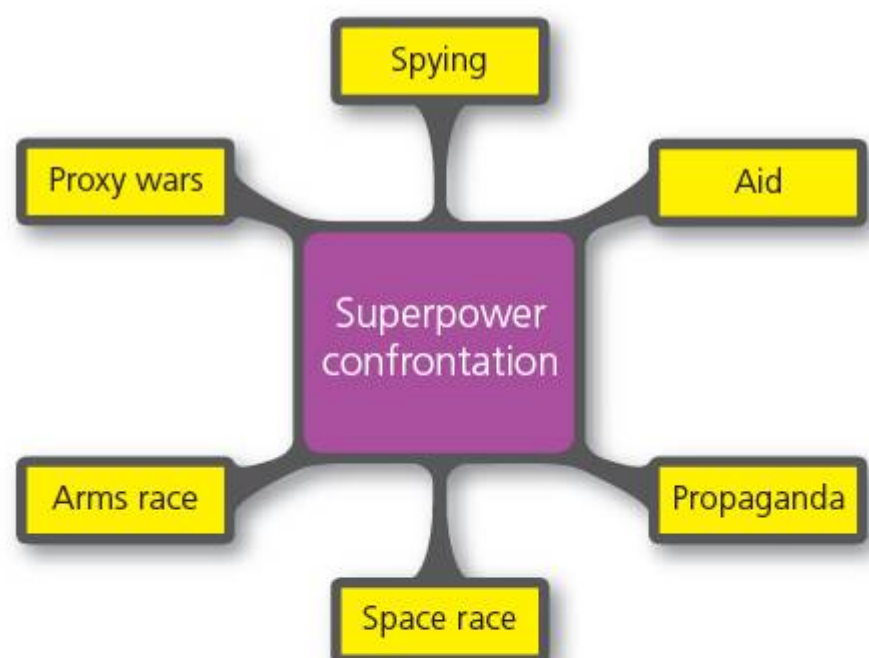 Spying
Proxy wars
Aid
Superpower
confrontation
Arms race
Propaganda
Space race